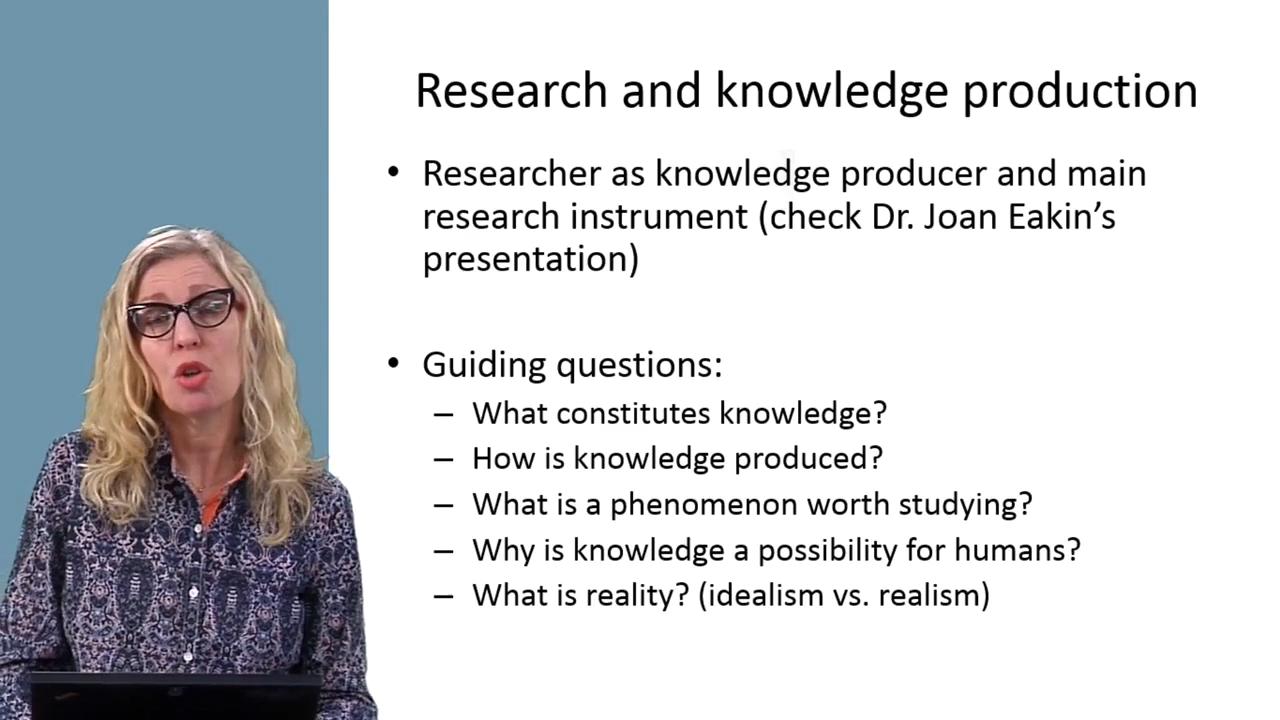 Research and knowledge production
• Researcher as knowledge producer and main
research instrument (check Dr. Joan Eakin’s
presentation)
• Guiding questions:
– What constitutes knowledge?
– How is knowledge produced?
– What is a phenomenon worth studying?
– Why is knowledge a possibility for humans?
– What is reality? (idealism vs. realism)